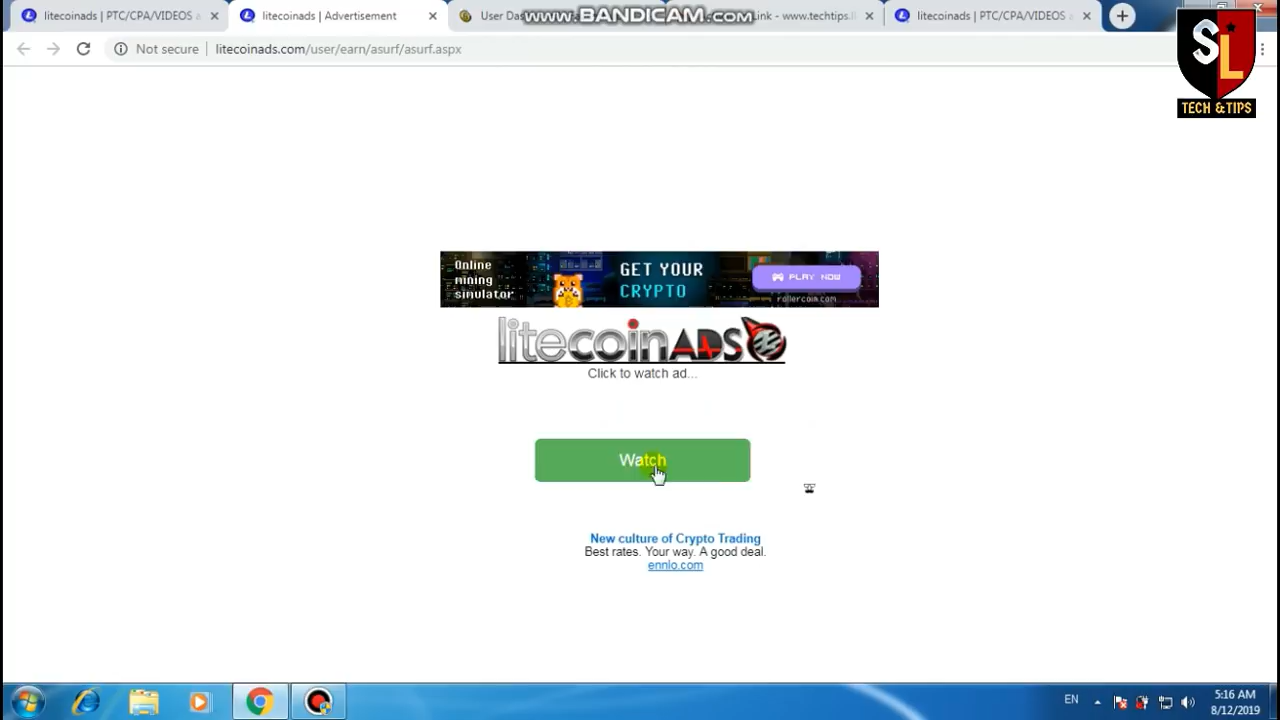 litecoinads | PTC/CPA/VIDEOS a
litecoinads | Advertisement
User Das
www.BANDICAM.com
Link - www.techtips.l
litecoinads | PTC/CPA/VIDEOS a
Not secure
litecoinads.com/user/earn/asurf/asurf.aspx
SL
TECH &TIPS
Online
mining
simulator
GET YOUR
CRYPTO
PLAY NOW
rollercoin.com
litecoinADS
Click to watch ad...
Watch
New culture of Crypto Trading
Best rates. Your way. A good deal.
ennlo.com
EN
5:16 AM
8/12/2019